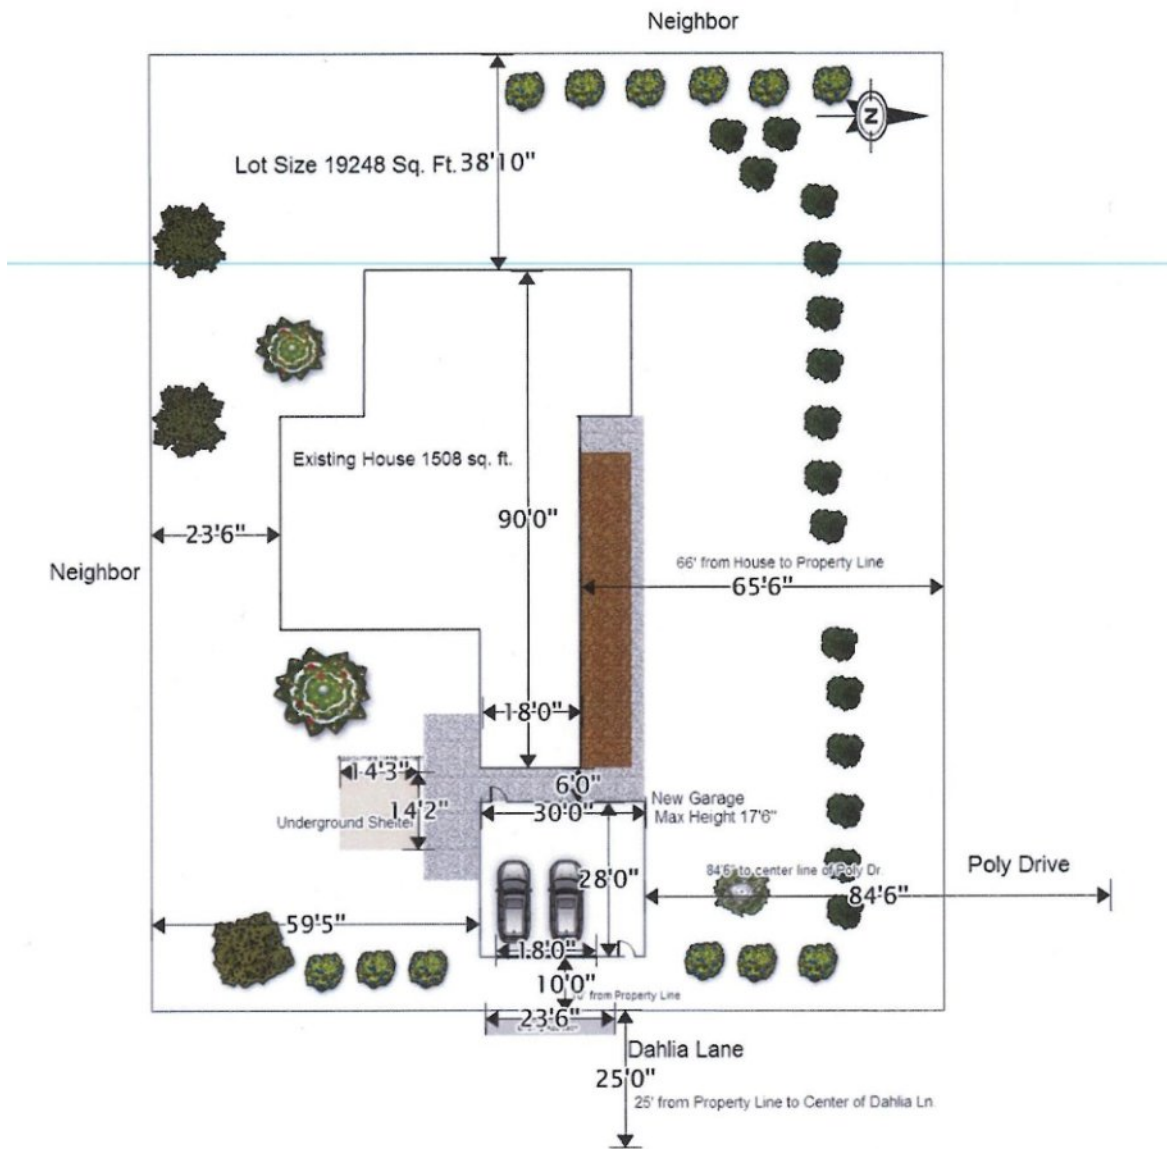 Neighbor
N
Lot Size 19248 Sq. Ft.
38'10"
Existing House 1508 sq. ft.
90'0"
23'6"
Neighbor
66' from House to Property Line
65'6"
18'0"
14'3"
6'0"
14'2"
30'0"
New Garage
Max Height 17'6"
Underground Shelter
28'0"
84'6" to center line of Poly Dr.
Poly Drive
84'6"
59'5"
18'0"
10'0"
from Property Line
23'6"
Dahlia Lane
25'0"
25' from Property Line to Center of Dahlia Ln.